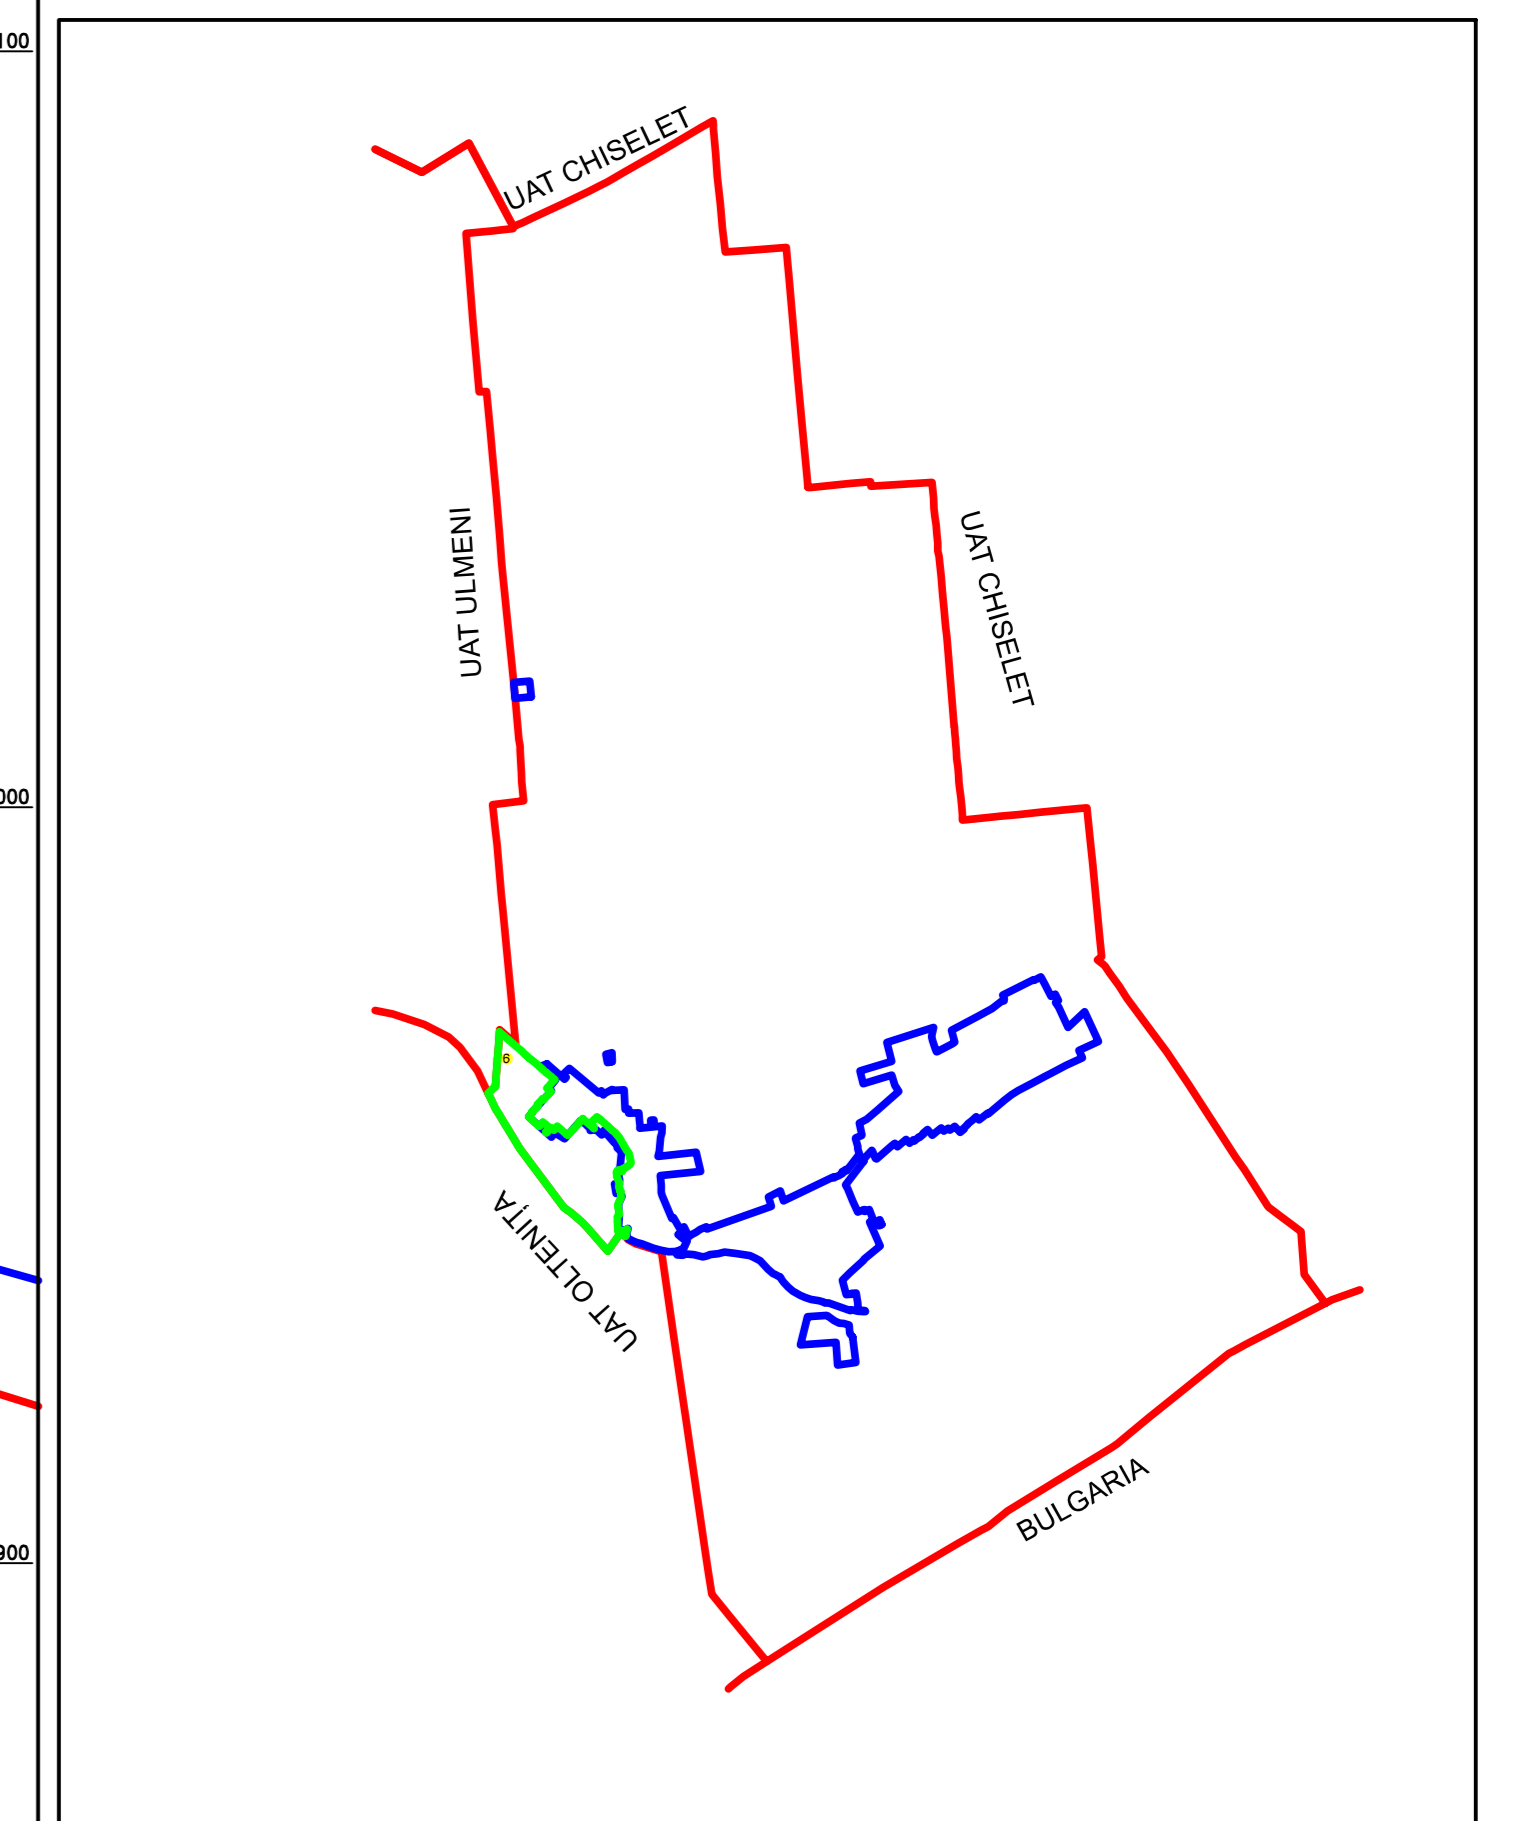 100
UAT CHISELET
UAT ULMENI
UAT CHISELET
000
6
UAT OLTENIȚA
BULGARIA
900